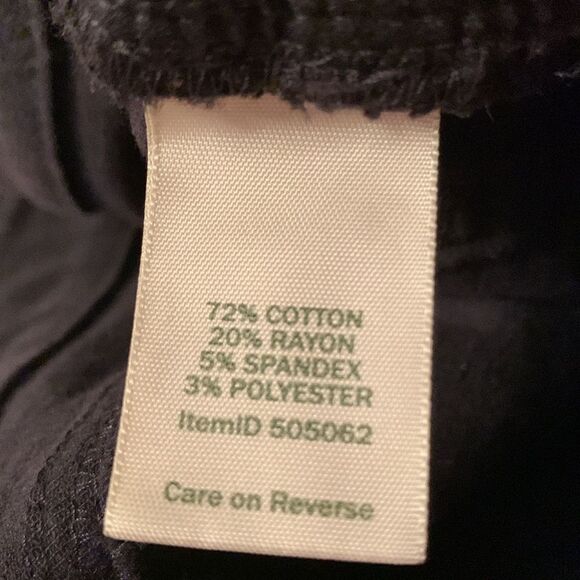 72% COTTON
20% RAYON
5% SPANDEX
3% POLYESTER
ItemID 505062
Care on Reverse